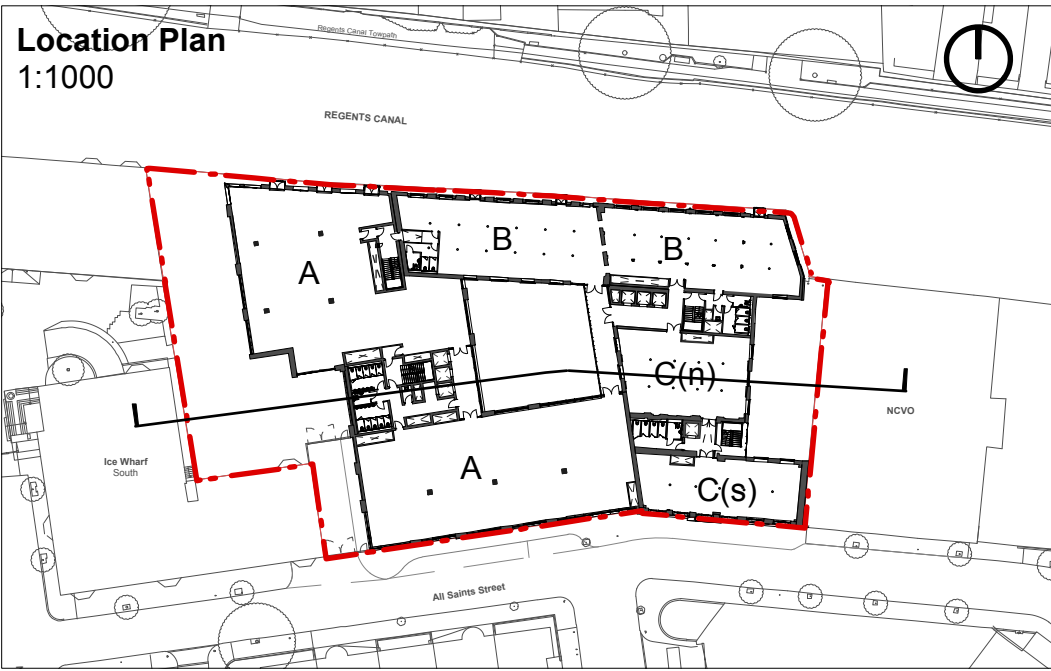 Location Plan
1:1000
Regents Canal Towpath
REGENTS CANAL
B
B
A
C(n)
NCVO
Ice Wharf
South
A
C(s)
All Saints Street